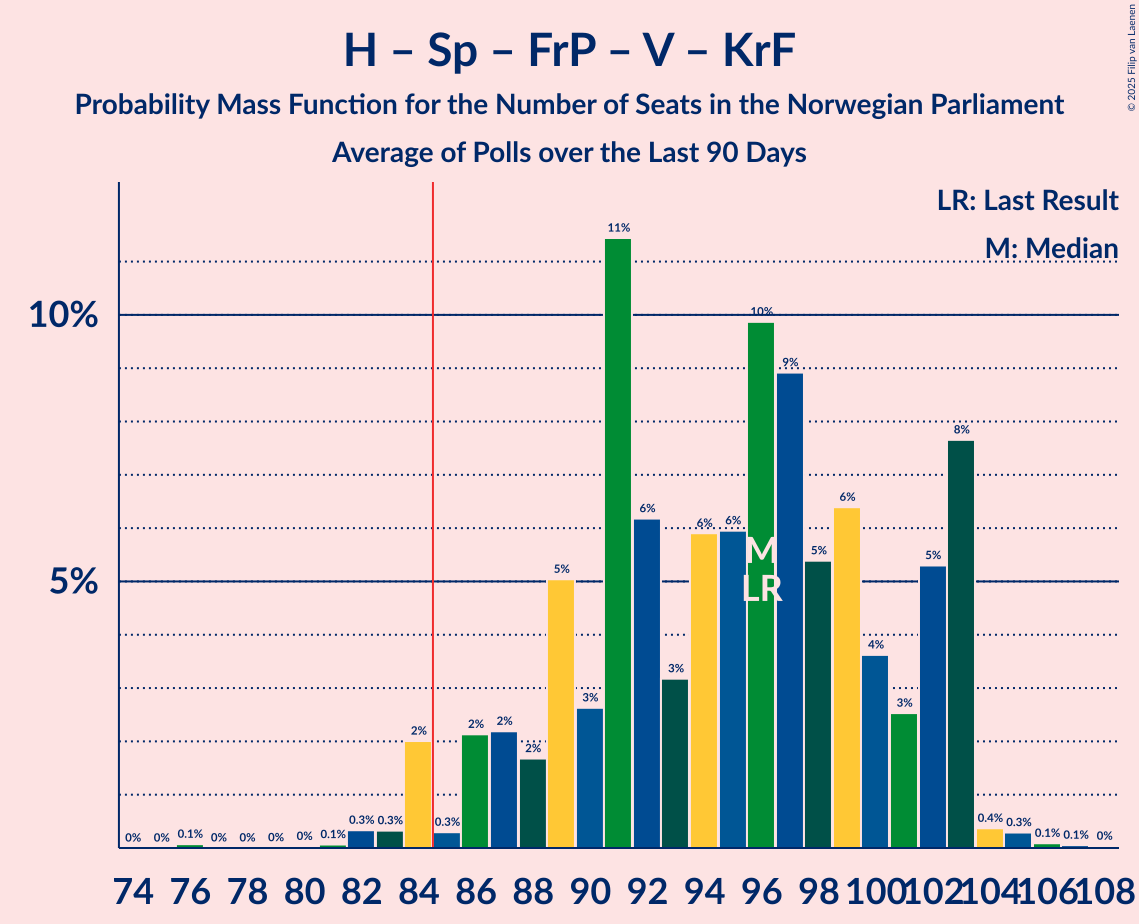 H – Sp – FrP – V – KrF
Probability Mass Function for the Number of Seats in the Norwegian Parliament
Average of Polls over the Last 90 Days
© 2025 Filip van Laenen
LR: Last Result
M: Median
10%
5%
0% 0% 0.1% 0% 0% 0% 0% 0.1% 0.3% 0.3% 2% 0.3% 2% 2% 2% 5% 3% 11% 6% 3% 6% 6% 10% 9% 5% 6% 4% 3% 5% 8% 0.4% 0.3% 0.1% 0.1% 0%
M
LR
74 76 78 80 82 84 86 88 90 92 94 96 98 100 102 104 106 108